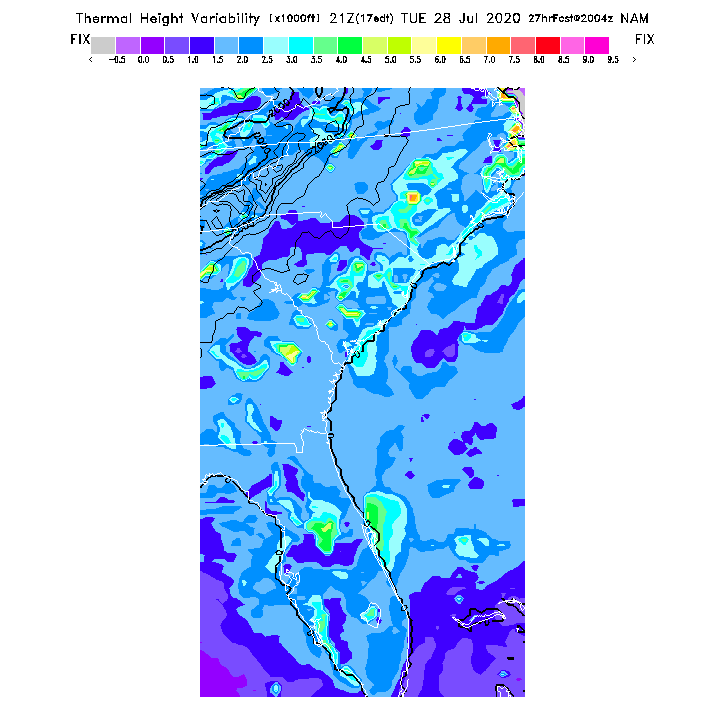 Thermal Height Variability [x1000ft] 21Z(17edt) TUE 28 Jul 2020 27hrFcst@2004z NAM
FIX FIX
< -0.5 0.0 0.5 1.0 1.5 2.0 2.5 3.0 3.5 4.0 4.5 5.0 5.5 6.0 6.5 7.0 7.5 8.0 8.5 9.0 9.5 >